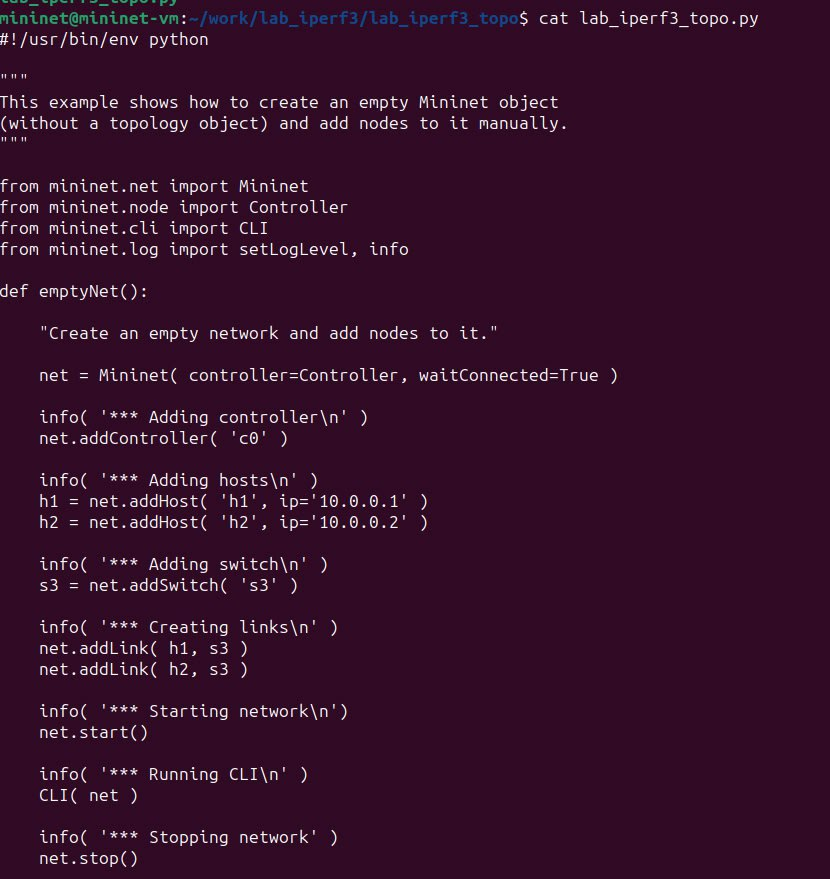 lab_iperf3_topo.py
mininet@mininet-vm:~/work/lab_iperf3/lab_iperf3_topo$ cat lab_iperf3_topo.py
#!/usr/bin/env python

"""
This example shows how to create an empty Mininet object
(without a topology object) and add nodes to it manually.
"""

from mininet.net import Mininet
from mininet.node import Controller
from mininet.cli import CLI
from mininet.log import setLogLevel, info

def emptyNet():

    "Create an empty network and add nodes to it."

    net = Mininet( controller=Controller, waitConnected=True )

    info( '*** Adding controller\n' )
    net.addController( 'c0' )

    info( '*** Adding hosts\n' )
    h1 = net.addHost( 'h1', ip='10.0.0.1' )
    h2 = net.addHost( 'h2', ip='10.0.0.2' )

    info( '*** Adding switch\n' )
    s3 = net.addSwitch( 's3' )

    info( '*** Creating links\n' )
    net.addLink( h1, s3 )
    net.addLink( h2, s3 )

    info( '*** Starting network\n')
    net.start()

    info( '*** Running CLI\n' )
    CLI( net )

    info( '*** Stopping network' )
    net.stop()